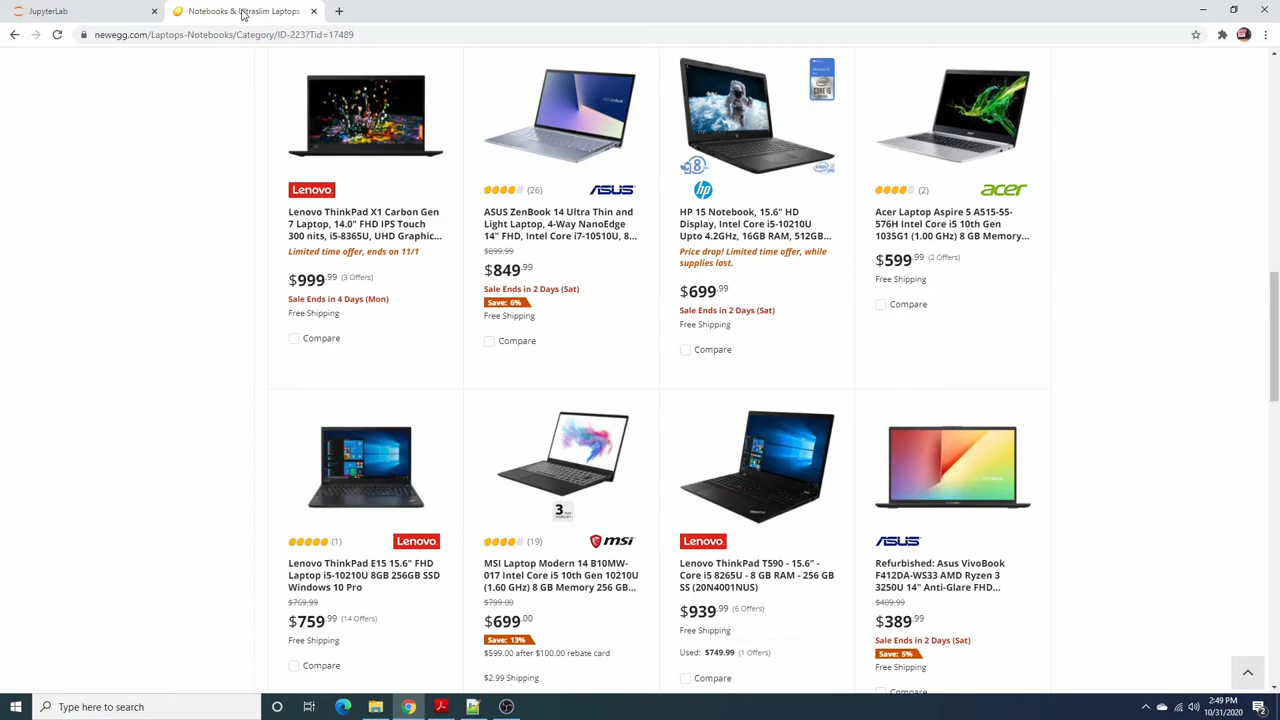 JupyterLab
Notebooks & Ultraslim Laptops -
newegg.com/Laptops-Notebooks/Category/ID-223?Tid=17489
Lenovo
(26)
ASUS
hp
(2)
acer
Lenovo ThinkPad X1 Carbon Gen
7 Laptop, 14.0" FHD IPS Touch
300 nits, i5-8365U, UHD Graphic...
Limited time offer, ends on 11/1
$999.99 (3 Offers)
Sale Ends in 4 Days (Mon)
Free Shipping
Compare
ASUS ZenBook 14 Ultra Thin and
Light Laptop, 4-Way NanoEdge
14" FHD, Intel Core i7-10510U, 8...
$899.99
$849.99
Sale Ends in 2 Days (Sat)
Save: 6%
Free Shipping
Compare
HP 15 Notebook, 15.6" HD
Display, Intel Core i5-10210U
Upto 4.2GHz, 16GB RAM, 512GB...
Price drop! Limited time offer, while
supplies last.
$699.99
Sale Ends in 2 Days (Sat)
Free Shipping
Compare
Acer Laptop Aspire 5 A515-55-
576H Intel Core i5 10th Gen
1035G1 (1.00 GHz) 8 GB Memory...
$599.99 (2 Offers)
Free Shipping
Compare
(1)
Lenovo
3
(19)
msi
Lenovo
ASUS
Lenovo ThinkPad E15 15.6" FHD
Laptop i5-10210U 8GB 256GB SSD
Windows 10 Pro
$769.99
$759.99 (14 Offers)
Free Shipping
Compare
MSI Laptop Modern 14 B10MW-
017 Intel Core i5 10th Gen 10210U
(1.60 GHz) 8 GB Memory 256 GB...
$799.00
$699.00
Save: 13%
$599.00 after $100.00 rebate card
$2.99 Shipping
Lenovo ThinkPad T590 - 15.6" -
Core i5 8265U - 8 GB RAM - 256 GB
SS (20N4001NUS)
$939.99 (6 Offers)
Free Shipping
Used: $749.99 (1 Offers)
Compare
Refurbished: Asus VivoBook
F412DA-WS33 AMD Ryzen 3
3250U 14" Anti-Glare FHD...
$409.99
$389.99
Sale Ends in 2 Days (Sat)
Save: 5%
Free Shipping
Compare
Type here to search
2:49 PM
10/31/2020
2